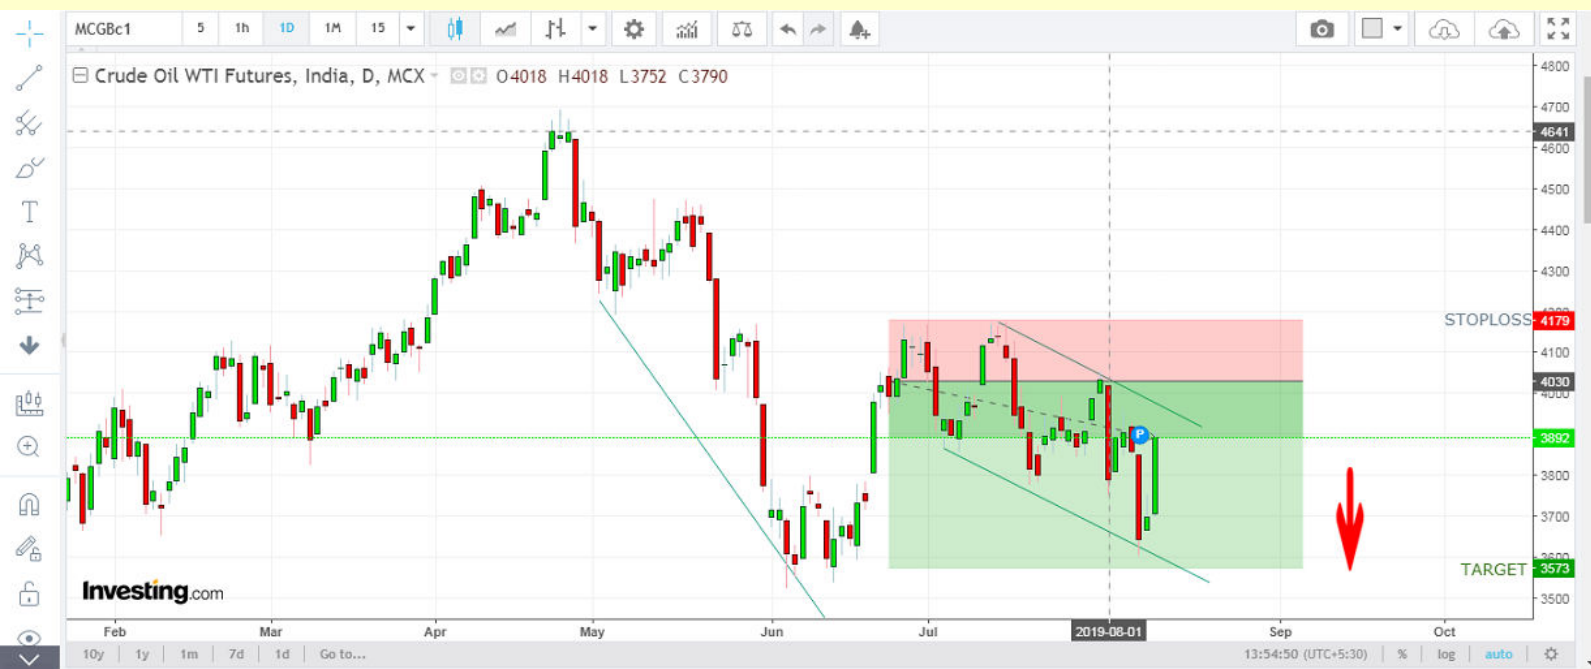 MCGBc1 5 1h 1D 1M 15
Crude Oil WTI Futures, India, D, MCX O4018 H4018 L3752 C3790
4800
4700
4641
4600
4500
4400
4300
STOPLOSS 4179
4100
4030
4000
P
3892
3800
3700
3600
TARGET 3573
3500
Investing.com
Feb Mar Apr May Jun Jul 2019-08-01 Sep Oct
10y 1y 1m 7d 1d Go to... 13:54:50 (UTC+5:30) % log auto